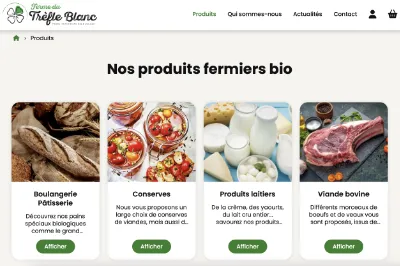 Ferme du
Trèfle Blanc
Produits
Qui sommes-nous
Actualités
Contact
Produits
Nos produits fermiers bio
Boulangerie
Pâtisserie
Découvrez nos pains
spéciaux biologiques
comme le grand...
Afficher
Conserves
Nous vous proposons un
large choix de conserves
de viandes, mais aussi d...
Afficher
Produits laitiers
De la crème, des yaourts,
du lait cru entier...
savourez nos produits...
Afficher
Viande bovine
Différents morceaux de
boeufs et de veaux vous
sont proposés, issus de...
Afficher